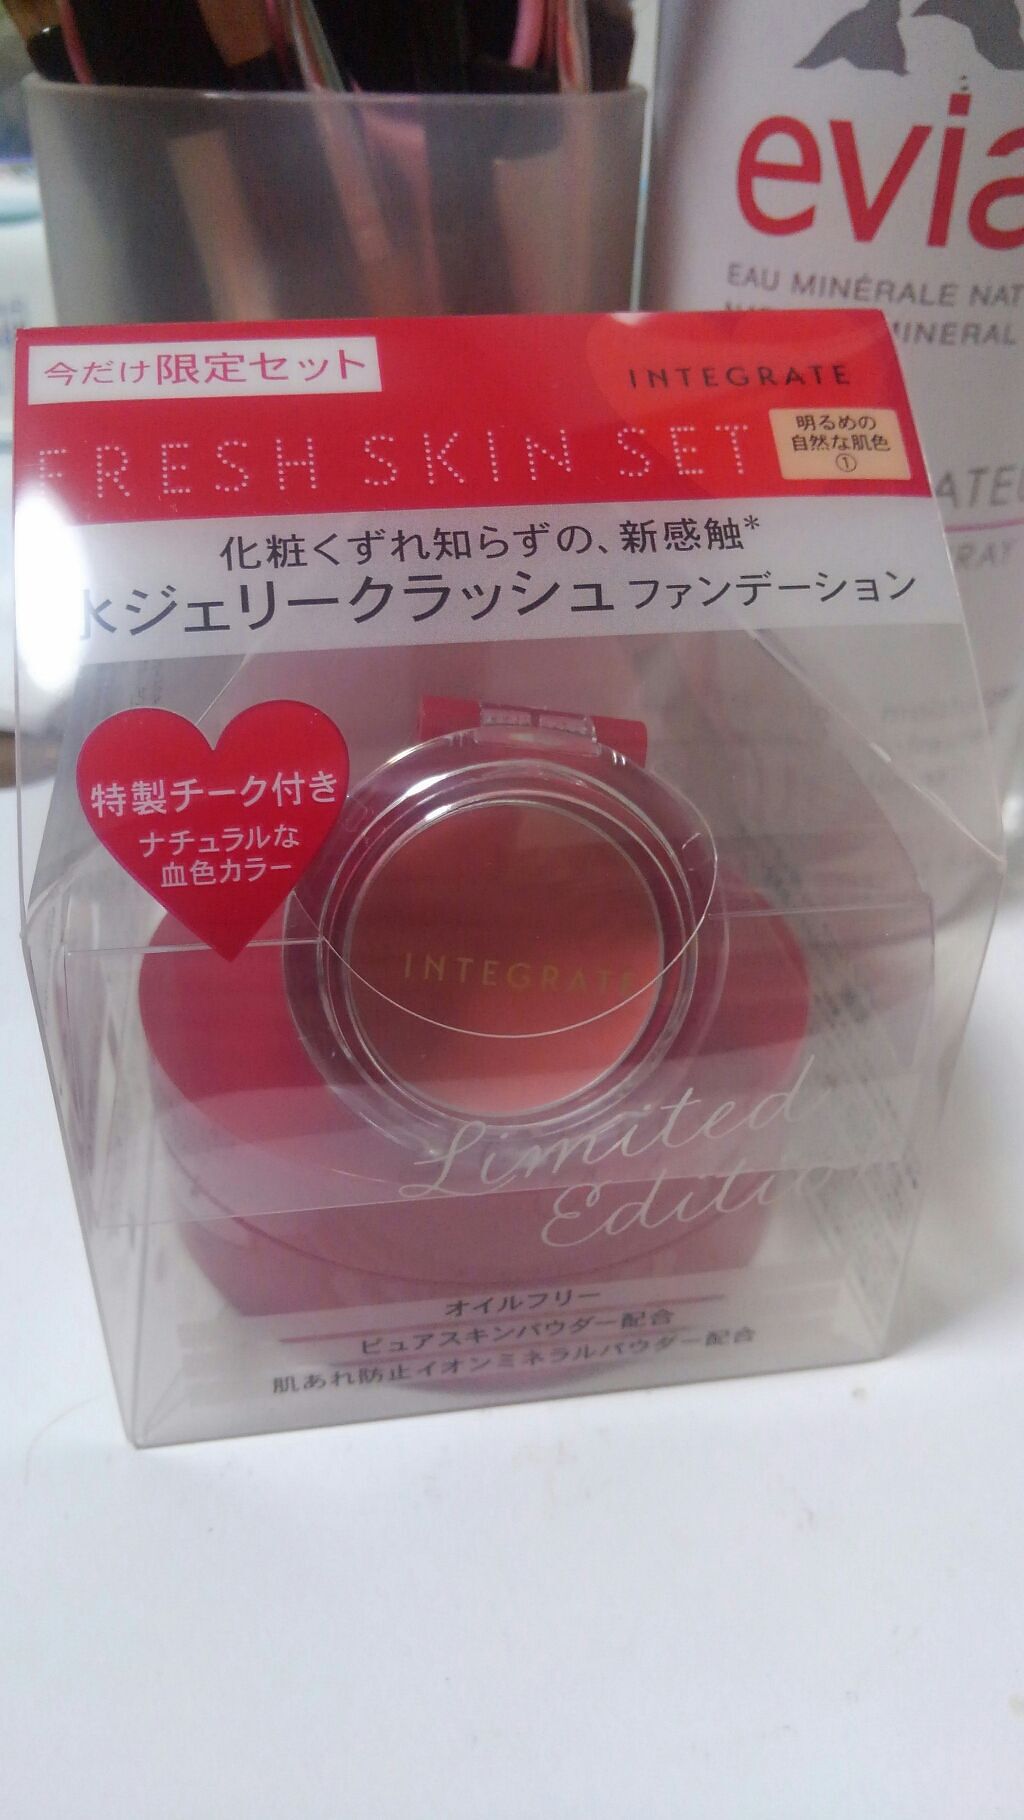 evia
EAU MINÉRALE NAT
MINERAL
RAY
今だけ限定セット
INTEGRATE
FRESH SKIN SET
明るめの
自然な肌色
①
化粧くずれ知らずの、新感触*
水ジェリークラッシュ ファンデーション
特製チーク付き
ナチュラルな
血色カラー
INTEGRATE
Limited
Edition
オイルフリー
ピュアスキンパウダー配合
肌あれ防止イオンミネラルパウダー配合